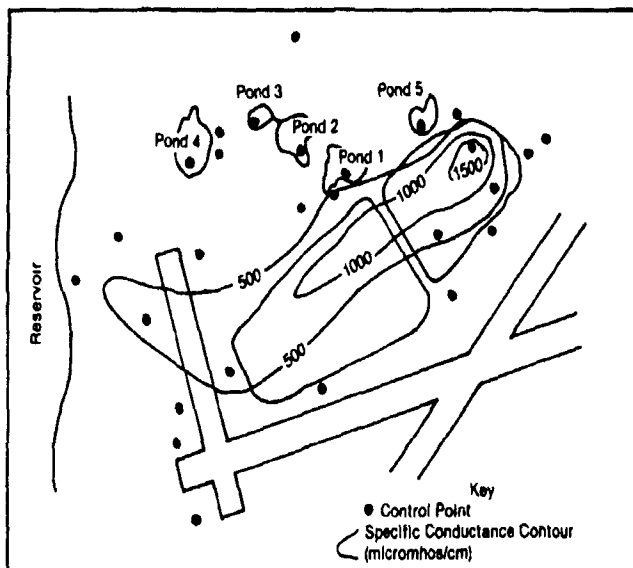 Pond 3
Pond 5
Pond 2
Pond 4
Pond 1
1000
1500
500
1000
500
Reservoir
Key
Control Point
Specific Conductance Contour
(micromhos/cm)